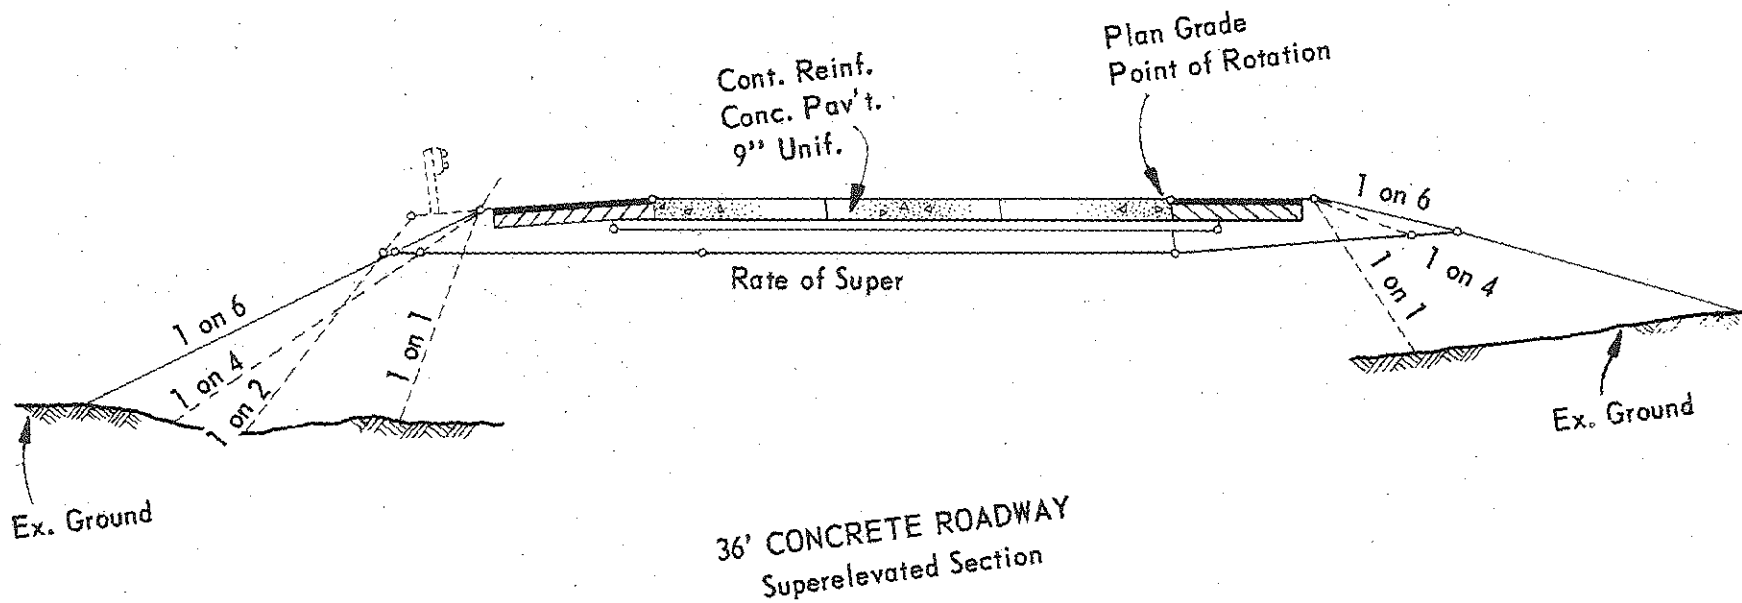 Plan Grade
Point of Rotation
Cont. Reinf.
Conc. Pav't.
9" Unif.
1 on 6
Rate of Super
1 on 4
1 on 1
1 on 6
1 on 4
1 on 2
1 on 1
Ex. Ground
Ex. Ground
36' CONCRETE ROADWAY
Superelevated Section